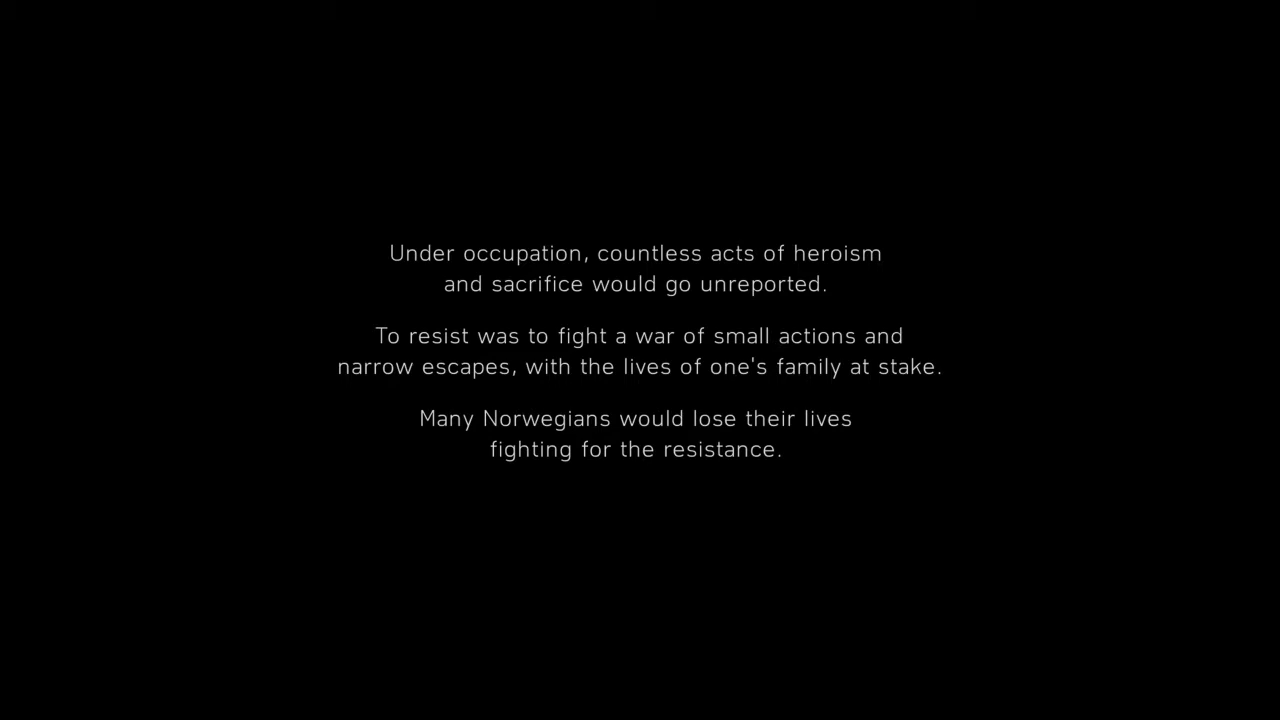 Under occupation, countless acts of heroism
and sacrifice would go unreported.
To resist was to fight a war of small actions and
narrow escapes, with the lives of one's family at stake.
Many Norwegians would lose their lives
fighting for the resistance.